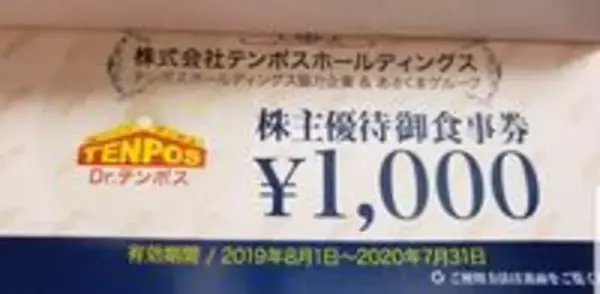 株式会社テンポスホールディングス
テンポスホールディングス協力企業 & あさくまグループ
株主優待御食事券
TENPOS
Dr.テンポス
¥1,000
有効期間 / 2019年8月1日～2020年7月31日